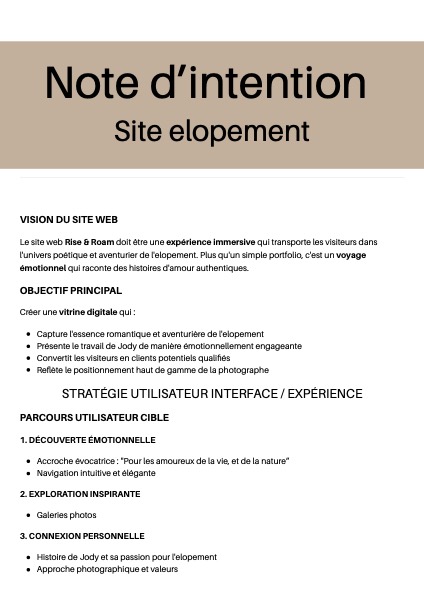 Note d’intention
Site elopement
VISION DU SITE WEB
Le site web Rise & Roam doit être une expérience immersive qui transporte les visiteurs dans
l'univers poétique et aventurier de l'elopement. Plus qu'un simple portfolio, c'est un voyage
émotionnel qui raconte des histoires d'amour authentiques.
OBJECTIF PRINCIPAL
Créer une vitrine digitale qui :
• Capture l'essence romantique et aventurière de l'elopement
• Présente le travail de Jody de manière émotionnellement engageante
• Convertit les visiteurs en clients potentiels qualifiés
• Reflète le positionnement haut de gamme de la photographe
STRATÉGIE UTILISATEUR INTERFACE / EXPÉRIENCE
PARCOURS UTILISATEUR CIBLE
1. DÉCOUVERTE ÉMOTIONNELLE
• Accroche évocatrice : "Pour les amoureux de la vie, et de la nature"
• Navigation intuitive et élégante
2. EXPLORATION INSPIRANTE
• Galeries photos
3. CONNEXION PERSONNELLE
• Histoire de Jody et sa passion pour l'elopement
• Approche photographique et valeurs